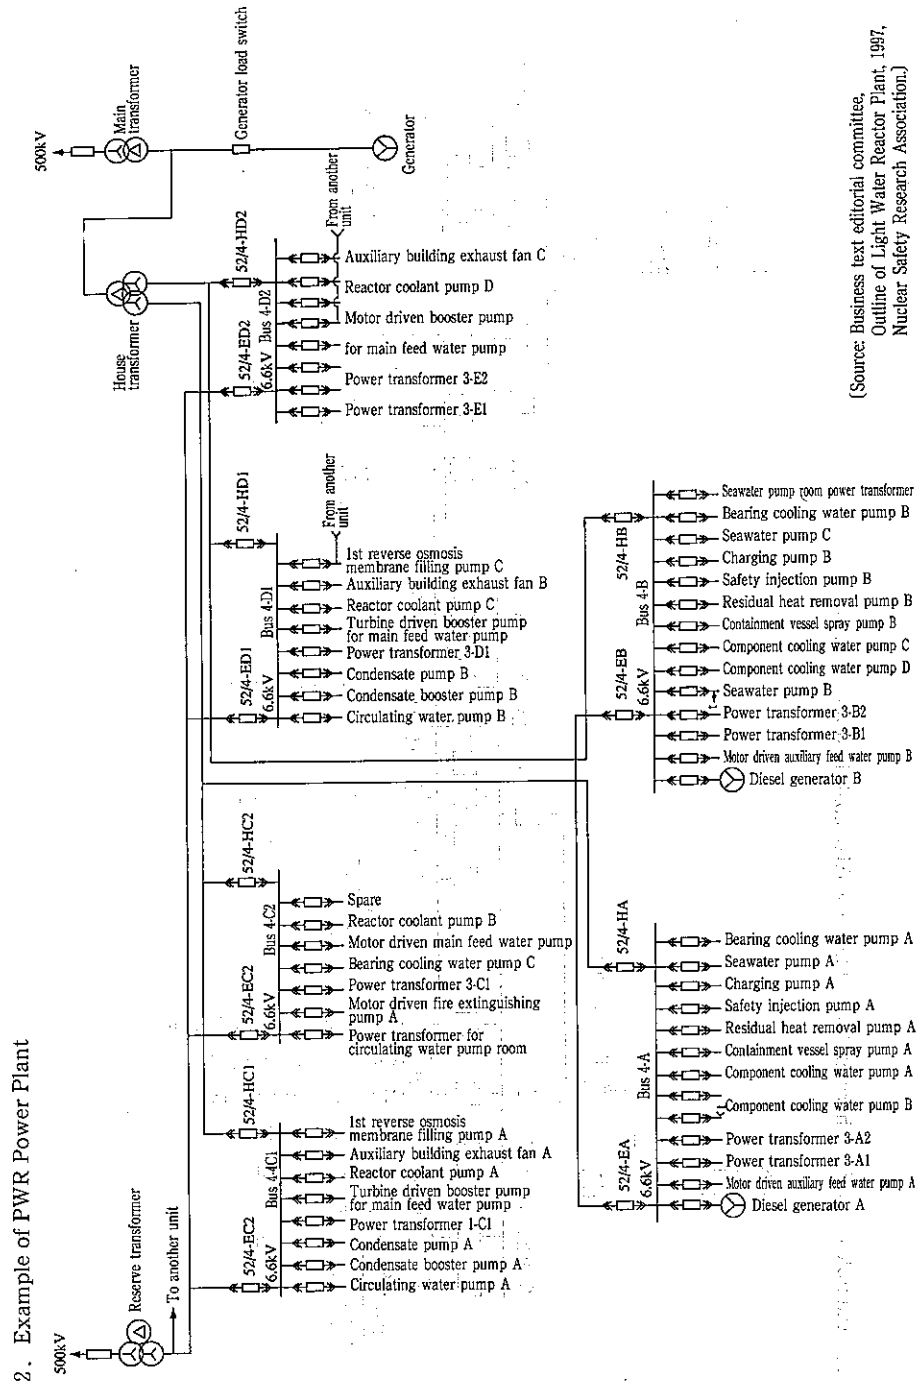 2. Example of PWR Power Plant
500kV
Reserve transformer
To another unit
House
transformer
500kV
Main
transformer
Generator load switch
Generator
52/4-EC2
6.6kV
Bus 4-4C1
52/4-HC1
1st reverse osmosis
membrane filling pump A
Auxiliary building exhaust fan A
Reactor coolant pump A
Turbine driven booster pump
for main feed water pump
Power transformer 1-C1
Condensate pump A
Condensate booster pump A
Circulating water pump A
52/4-EC2
6.6kV
Bus 4-C2
52/4-HC2
Spare
Reactor coolant pump B
Motor driven main feed water pump
Bearing cooling water pump C
Power transformer 3-C1
Motor driven fire extinguishing
pump A
Power transformer for
circulating water pump room
52/4-ED1
6.6kV
Bus 4-D1
52/4-HD1
From another
unit
1st reverse osmosis
membrane filling pump C
Auxiliary building exhaust fan B
Reactor coolant pump C
Turbine driven booster pump
for main feed water pump
Power transformer 3-D1
Condensate pump B
Condensate booster pump B
Circulating water pump B
52/4-ED2
6.6kV
Bus 4-D2
52/4-HD2
From another
unit
Auxiliary building exhaust fan C
Reactor coolant pump D
Motor driven booster pump
for main feed water pump
Power transformer 3-E2
Power transformer 3-E1
52/4-EA
6.6kV
Bus 4-A
52/4-HA
Bearing cooling water pump A
Seawater pump A
Charging pump A
Safety injection pump A
Residual heat removal pump A
Containment vessel spray pump A
Component cooling water pump A
Component cooling water pump B
Power transformer 3-A2
Power transformer 3-A1
Motor driven auxiliary feed water pump A
Diesel generator A
52/4-EB
6.6kV
Bus 4-B
52/4-HB
Seawater pump room power transformer
Bearing cooling water pump B
Seawater pump C
Charging pump B
Safety injection pump B
Residual heat removal pump B
Containment vessel spray pump B
Component cooling water pump C
Component cooling water pump D
Seawater pump B
Power transformer 3-B2
Power transformer 3-B1
Motor driven auxiliary feed water pump B
Diesel generator B
(Source: Business text editorial committee,
Outline of Light Water Reactor Plant, 1997,
Nuclear Safety Research Association.)